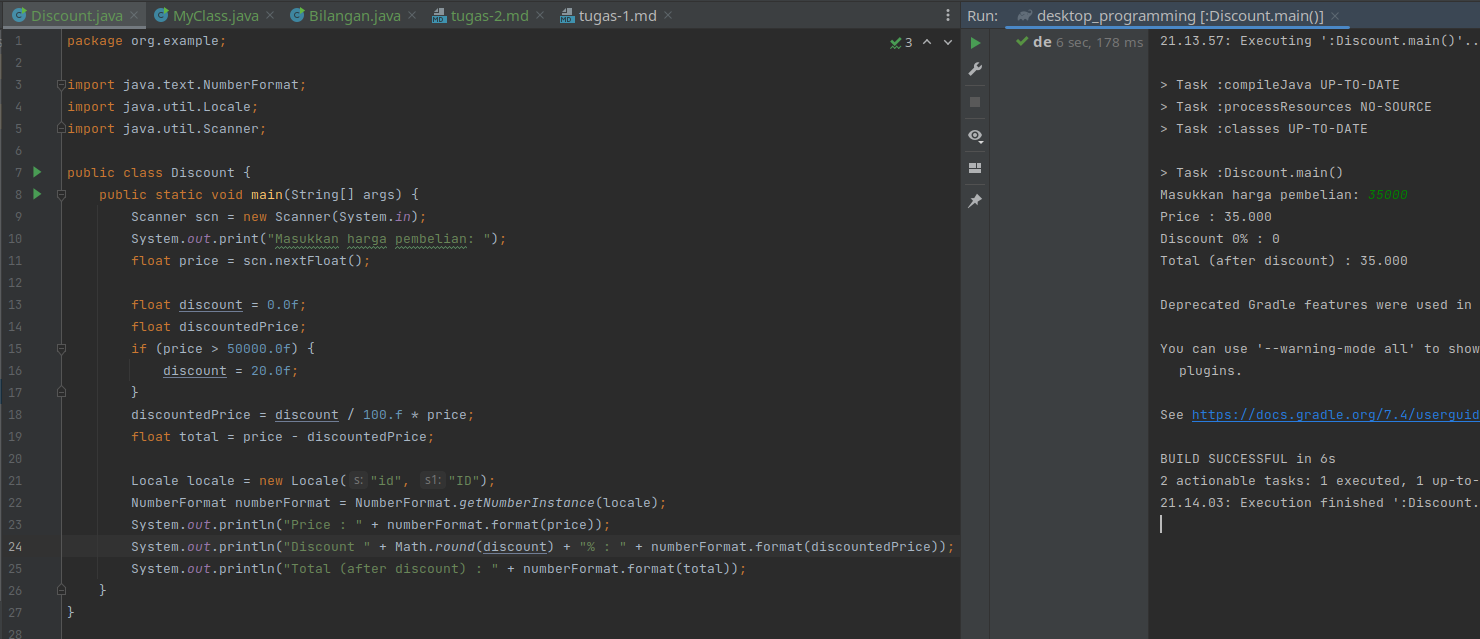 Discount.java MyClass.java Bilangan.java tugas-2.md tugas-1.md
1 package org.example;
2
3 import java.text.NumberFormat;
4 import java.util.Locale;
5 import java.util.Scanner;
6
7 public class Discount {
8 public static void main(String[] args) {
9 Scanner scn = new Scanner(System.in);
10 System.out.print("Masukkan harga pembelian: ");
11 float price = scn.nextFloat();
12
13 float discount = 0.0f;
14 float discountedPrice;
15 if (price > 50000.0f) {
16 discount = 20.0f;
17 }
18 discountedPrice = discount / 100.f * price;
19 float total = price - discountedPrice;
20
21 Locale locale = new Locale( s: "id", s1: "ID");
22 NumberFormat numberFormat = NumberFormat.getNumberInstance(locale);
23 System.out.println("Price : " + numberFormat.format(price));
24 System.out.println("Discount " + Math.round(discount) + "% : " + numberFormat.format(discountedPrice));
25 System.out.println("Total (after discount) : " + numberFormat.format(total));
26 }
27 }
28
3
Run: desktop_programming [:Discount.main()]
de 6 sec, 178 ms
21.13.57: Executing ':Discount.main()'..
> Task :compileJava UP-TO-DATE
> Task :processResources NO-SOURCE
> Task :classes UP-TO-DATE
> Task :Discount.main()
Masukkan harga pembelian: 35000
Price : 35.000
Discount 0% : 0
Total (after discount) : 35.000
Deprecated Gradle features were used in
You can use '--warning-mode all' to show
plugins.
See https://docs.gradle.org/7.4/userguid
BUILD SUCCESSFUL in 6s
2 actionable tasks: 1 executed, 1 up-to-
21.14.03: Execution finished ':Discount.